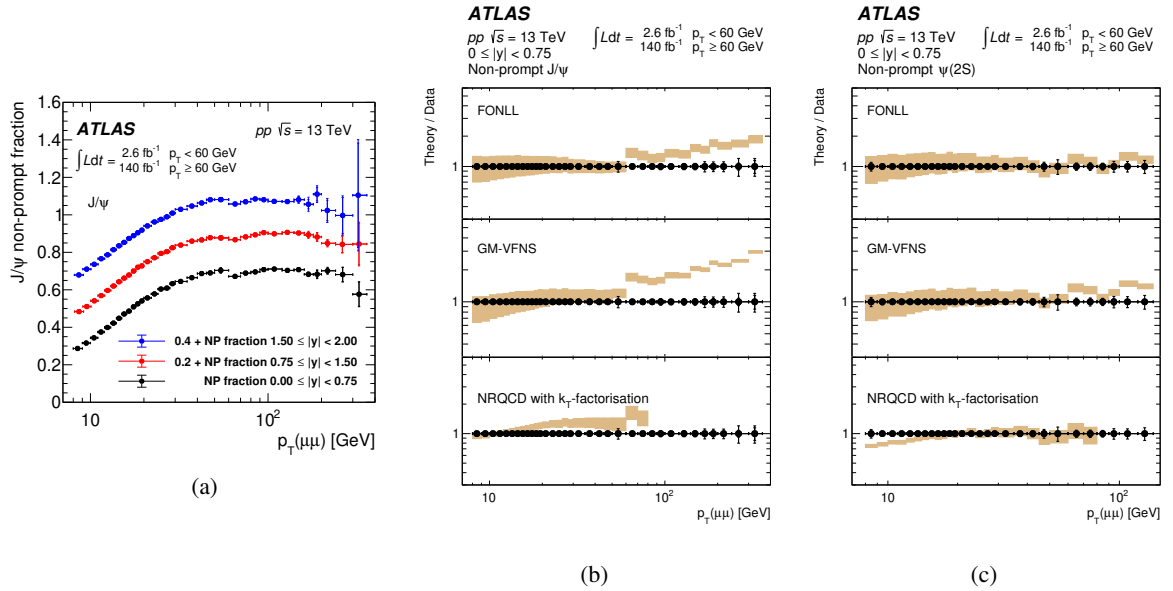 J/ψ non-prompt fraction
1.6
1.4
1.2
1
0.8
0.6
0.4
0.2
0
ATLAS
pp √s = 13 TeV
∫Ldt = 2.6 fb⁻¹ p_T < 60 GeV
140 fb⁻¹ p_T ≥ 60 GeV
J/ψ
0.4 + NP fraction 1.50 ≤ |y| < 2.00
0.2 + NP fraction 0.75 ≤ |y| < 1.50
NP fraction 0.00 ≤ |y| < 0.75
10 10²
p_T(μμ) [GeV]
(a)
ATLAS
pp √s = 13 TeV
0 ≤ |y| < 0.75
Non-prompt J/ψ
∫Ldt = 2.6 fb⁻¹ p_T < 60 GeV
140 fb⁻¹ p_T ≥ 60 GeV
Theory / Data
FONLL
1
GM-VFNS
1
NRQCD with k_T-factorisation
1
10 10²
p_T(μμ) [GeV]
(b)
ATLAS
pp √s = 13 TeV
0 ≤ |y| < 0.75
Non-prompt ψ(2S)
∫Ldt = 2.6 fb⁻¹ p_T < 60 GeV
140 fb⁻¹ p_T ≥ 60 GeV
Theory / Data
FONLL
1
GM-VFNS
1
NRQCD with k_T-factorisation
1
10 10²
p_T(μμ) [GeV]
(c)